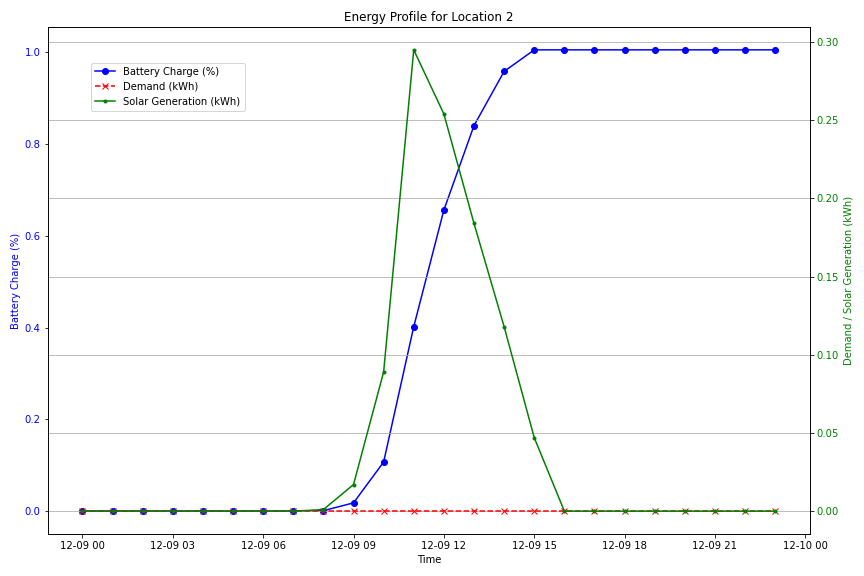 Energy Profile for Location 2
Battery Charge (%)
Demand (kWh)
Solar Generation (kWh)
1.0
0.8
0.6
0.4
0.2
0.0
Battery Charge (%)
0.30
0.25
0.20
0.15
0.10
0.05
0.00
Demand / Solar Generation (kWh)
12-09 00 12-09 03 12-09 06 12-09 09 12-09 12 12-09 15 12-09 18 12-09 21 12-10 00
Time